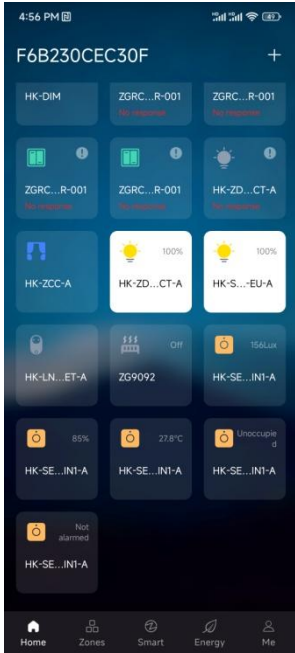 4:56 PM
F6B230CEC30F
HK-DIM
ZGRC...R-001
No response
ZGRC...R-001
No response
ZGRC...R-001
No response
ZGRC...R-001
No response
HK-ZD...CT-A
No response
HK-ZCC-A
100%
HK-ZD...CT-A
100%
HK-S...-EU-A
HK-LN...ET-A
Off
ZG9092
156Lux
HK-SE...IN1-A
85%
HK-SE...IN1-A
27.8°C
HK-SE...IN1-A
Unoccupie
d
HK-SE...IN1-A
Not
alarmed
HK-SE...IN1-A
Home Zones Smart Energy Me